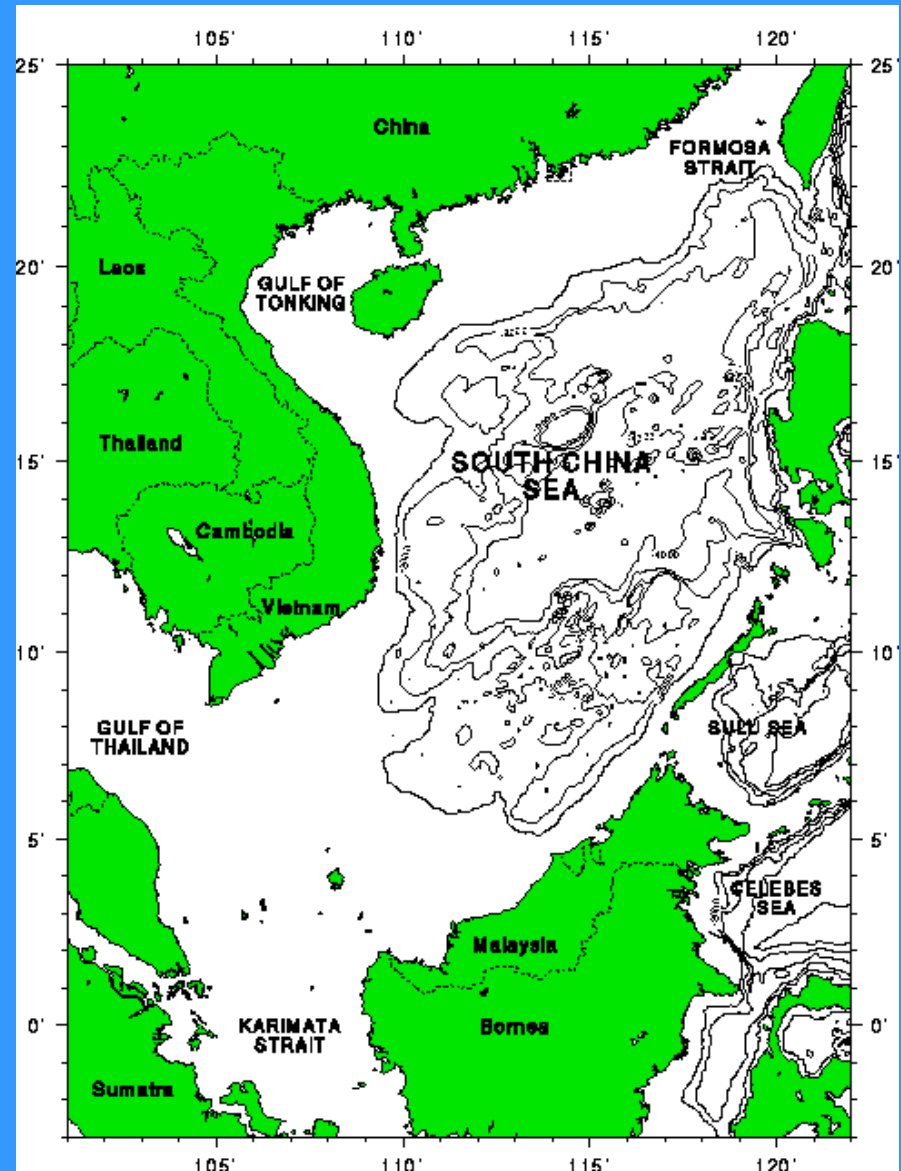 105' 110' 115' 120'
25' 25'
China
FORMOSA
STRAIT
Laos
20' 20'
GULF OF
TONKING
Thailand
15' 15'
SOUTH CHINA
SEA
Cambodia
4000
Vietnam
10' 10'
GULF OF
THAILAND
SULU SEA
5' 5'
CELEBES
SEA
Malaysia
0' 0'
KARIMATA
STRAIT
Borneo
Sumatra
105' 110' 115' 120'